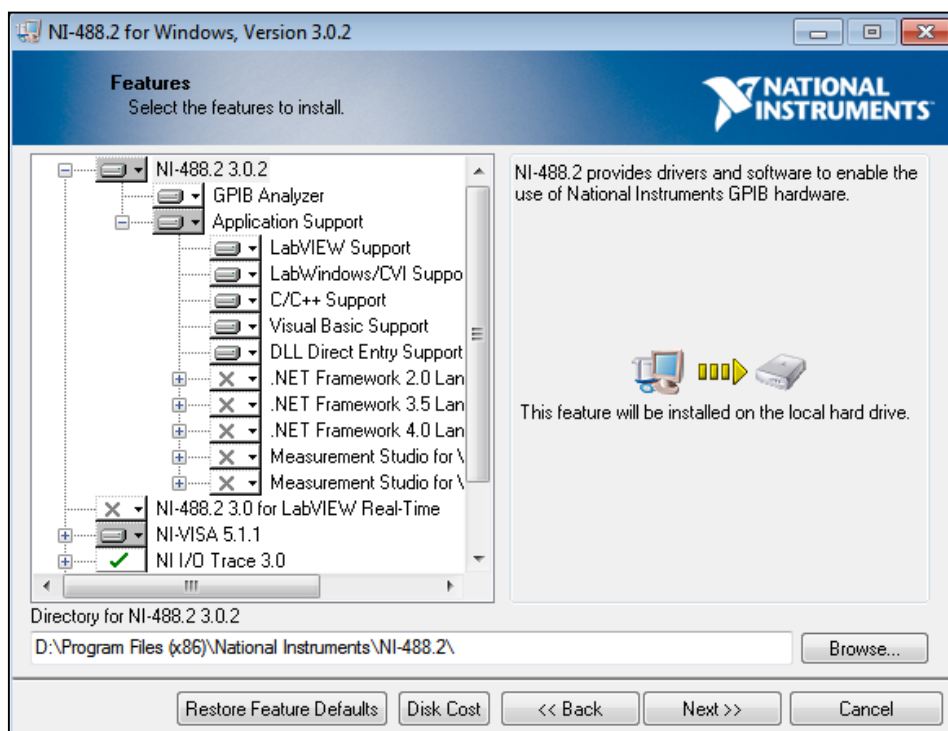 NI-488.2 for Windows, Version 3.0.2
Features
Select the features to install.
NATIONAL
INSTRUMENTS
NI-488.2 3.0.2
GPIB Analyzer
Application Support
LabVIEW Support
LabWindows/CVI Suppo
C/C++ Support
Visual Basic Support
DLL Direct Entry Support
.NET Framework 2.0 Lan
.NET Framework 3.5 Lan
.NET Framework 4.0 Lan
Measurement Studio for \
Measurement Studio for \
NI-488.2 3.0 for LabVIEW Real-Time
NI-VISA 5.1.1
NI I/O Trace 3.0
NI-488.2 provides drivers and software to enable the
use of National Instruments GPIB hardware.
This feature will be installed on the local hard drive.
Directory for NI-488.2 3.0.2
D:\Program Files (x86)\National Instruments\NI-488.2\
Browse...
Restore Feature Defaults
Disk Cost
<< Back
Next >>
Cancel